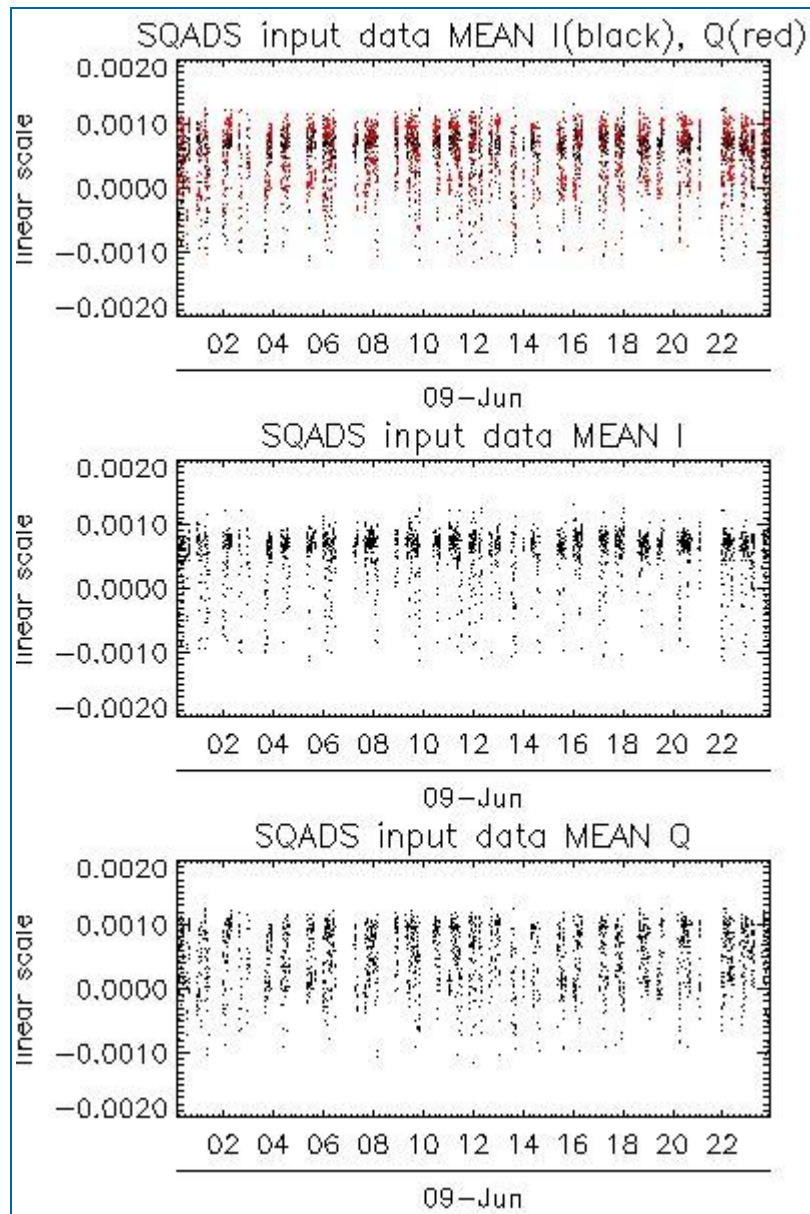 SQADS input data MEAN I(black), Q(red)
linear scale
0.0020
0.0010
0.0000
−0.0010
−0.0020
02 04 06 08 10 12 14 16 18 20 22
09−Jun
SQADS input data MEAN I
linear scale
0.0020
0.0010
0.0000
−0.0010
−0.0020
02 04 06 08 10 12 14 16 18 20 22
09−Jun
SQADS input data MEAN Q
linear scale
0.0020
0.0010
0.0000
−0.0010
−0.0020
02 04 06 08 10 12 14 16 18 20 22
09−Jun